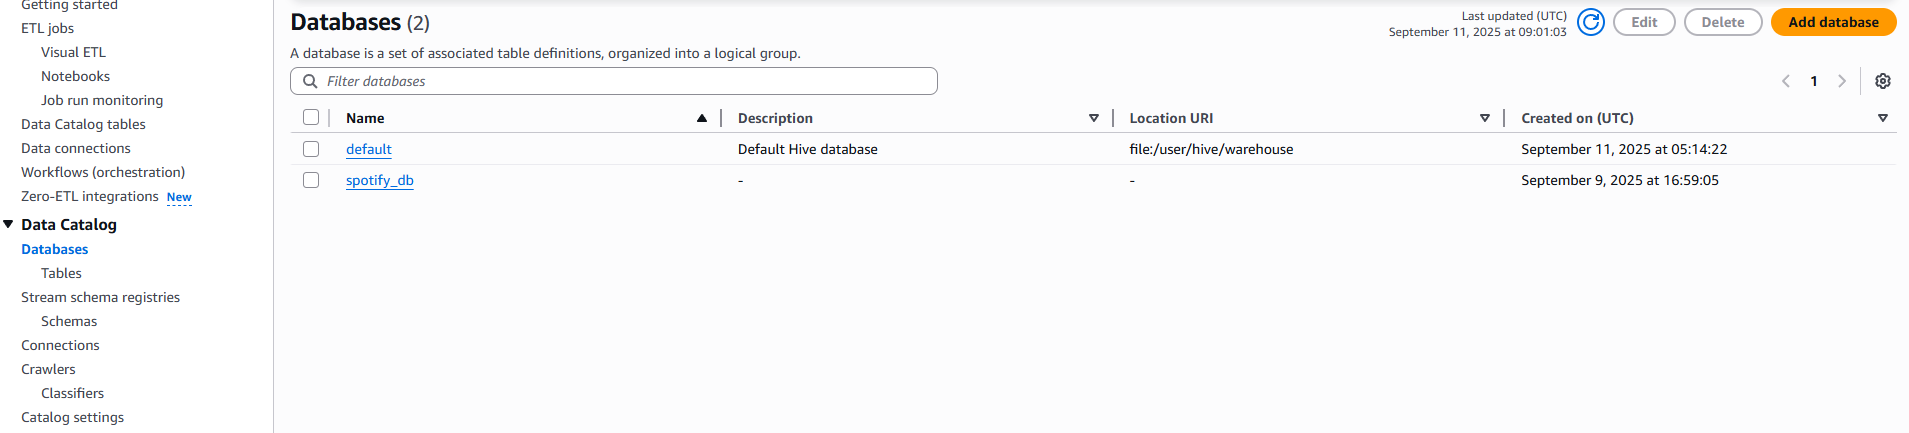 Getting started
ETL jobs
Visual ETL
Notebooks
Job run monitoring
Data Catalog tables
Data connections
Workflows (orchestration)
Zero-ETL integrations New
Data Catalog
Databases
Tables
Stream schema registries
Schemas
Connections
Crawlers
Classifiers
Catalog settings
Databases (2)
Last updated (UTC)
September 11, 2025 at 09:01:03
Edit
Delete
Add database
A database is a set of associated table definitions, organized into a logical group.
Filter databases
1
Name Description Location URI Created on (UTC)
default Default Hive database file:/user/hive/warehouse September 11, 2025 at 05:14:22
spotify_db - - September 9, 2025 at 16:59:05